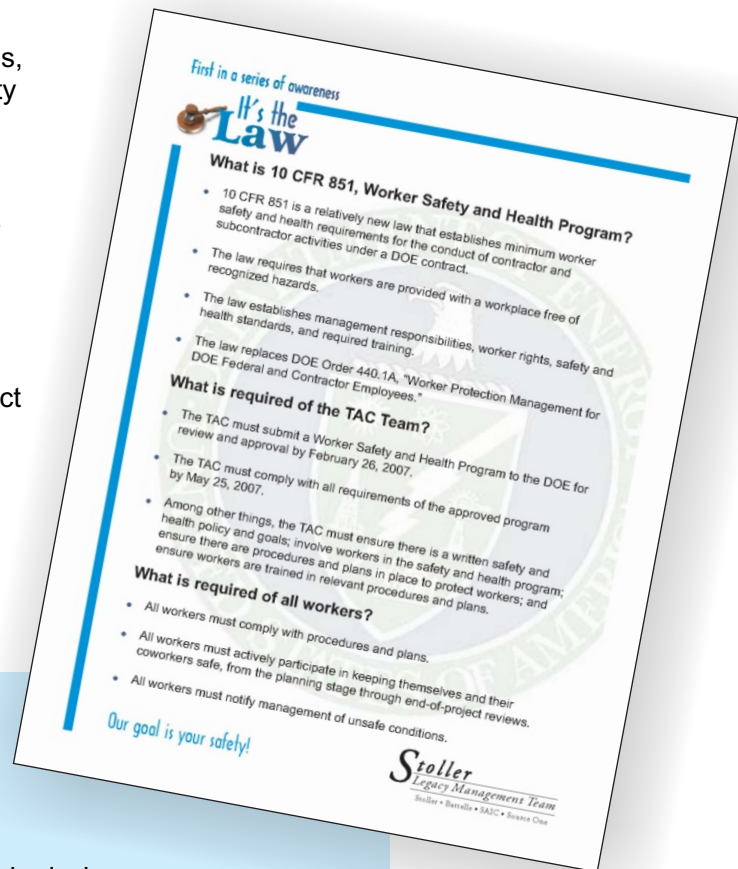 s,
ty
ct
First in a series of awareness
It's the
Law
What is 10 CFR 851, Worker Safety and Health Program?
• 10 CFR 851 is a relatively new law that establishes minimum worker
safety and health requirements for the conduct of contractor and
subcontractor activities under a DOE contract.
• The law requires that workers are provided with a workplace free of
recognized hazards.
• The law establishes management responsibilities, worker rights, safety and
health standards, and required training.
• The law replaces DOE Order 440.1A, "Worker Protection Management for
DOE Federal and Contractor Employees."
What is required of the TAC Team?
• The TAC must submit a Worker Safety and Health Program to the DOE for
review and approval by February 26, 2007.
• The TAC must comply with all requirements of the approved program
by May 25, 2007.
• Among other things, the TAC must ensure there is a written safety and
health policy and goals; involve workers in the safety and health program;
ensure there are procedures and plans in place to protect workers; and
ensure workers are trained in relevant procedures and plans.
What is required of all workers?
• All workers must comply with procedures and plans.
• All workers must actively participate in keeping themselves and their
coworkers safe, from the planning stage through end-of-project reviews.
• All workers must notify management of unsafe conditions.
Our goal is your safety!
Stoller
Legacy Management Team
Stoller • Battelle • SAIC • Source One